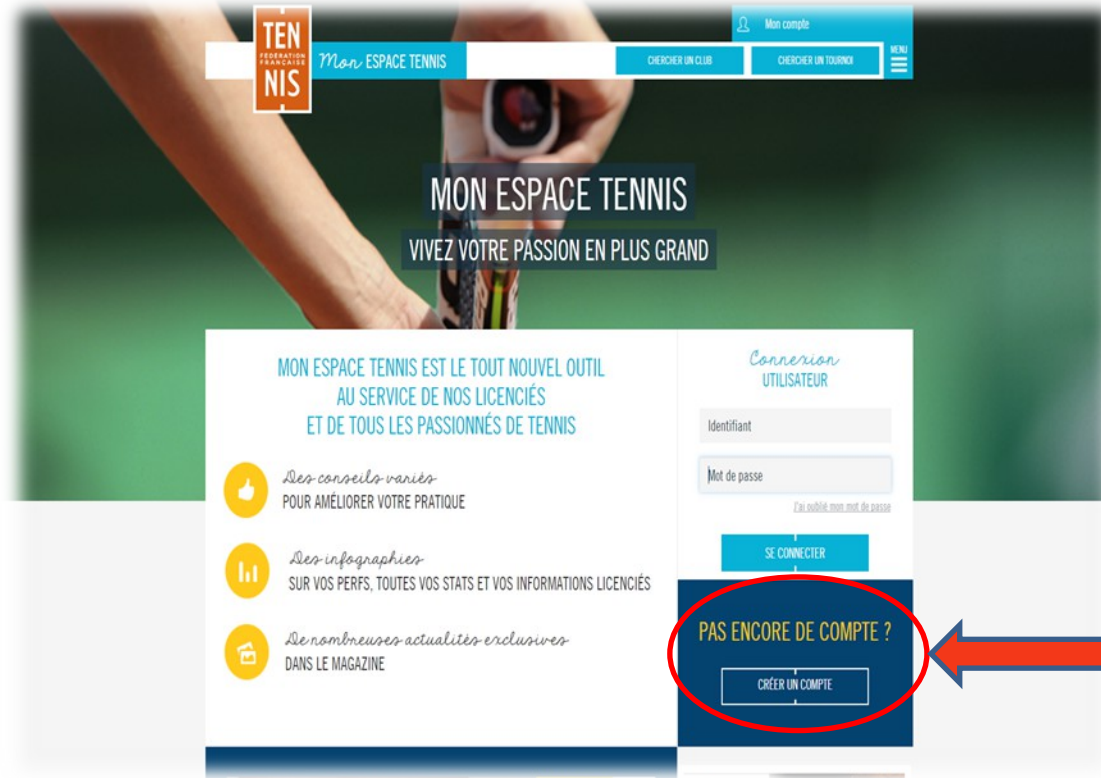 Mon compte
TEN
FÉDÉRATION
FRANÇAISE
NIS
Mon ESPACE TENNIS
CHERCHER UN CLUB
CHERCHER UN TOURNOI
MENU
MON ESPACE TENNIS
VIVEZ VOTRE PASSION EN PLUS GRAND
MON ESPACE TENNIS EST LE TOUT NOUVEL OUTIL
AU SERVICE DE NOS LICENCIÉS
ET DE TOUS LES PASSIONNÉS DE TENNIS
Des conseils variés
POUR AMÉLIORER VOTRE PRATIQUE
Des infographies
SUR VOS PERFS, TOUTES VOS STATS ET VOS INFORMATIONS LICENCIÉS
De nombreuses actualités exclusives
DANS LE MAGAZINE
Connexion
UTILISATEUR
Identifiant
Mot de passe
J'ai oublié mon mot de passe
SE CONNECTER
PAS ENCORE DE COMPTE ?
CRÉER UN COMPTE